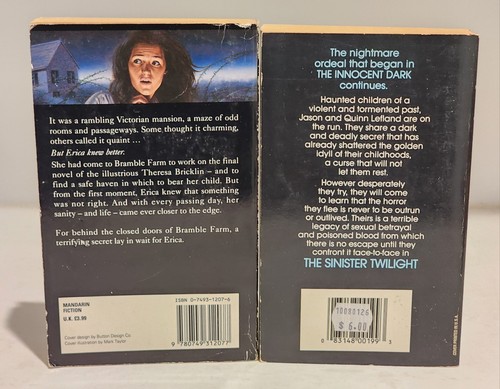 It was a rambling Victorian mansion, a maze of odd
rooms and passageways. Some thought it charming,
others called it quaint ...
But Erica knew better.
She had come to Bramble Farm to work on the final
novel of the illustrious Theresa Bricklin – and to
find a safe haven in which to bear her child. But
from the first moment, Erica knew that something
was not right. And with every passing day, her
sanity – and life – came ever closer to the edge.
For behind the closed doors of Bramble Farm, a
terrifying secret lay in wait for Erica.
MANDARIN
FICTION
U.K. £3.99
ISBN 0-7493-1207-6
9 780749 312077
Cover design by Button Design Co.
Cover illustration by Mark Taylor
The nightmare
ordeal that began in
THE INNOCENT DARK
continues.
Haunted children of a
violent and tormented past,
Jason and Quinn Lefland are on
the run. They share a dark
and deadly secret that has
already shattered the golden
idyll of their childhoods,
a curse that will not
let them rest.
However desperately
they try, they will come
to learn that the horror
they flee is never to be outrun
or outlived. Theirs is a terrible
legacy of sexual betrayal
and poisoned blood from which
there is no escape until they
confront it face-to-face in
THE SINISTER TWILIGHT
10080126
$ 6.00
0 83148 00199 3
PRINTED IN U.S.A.